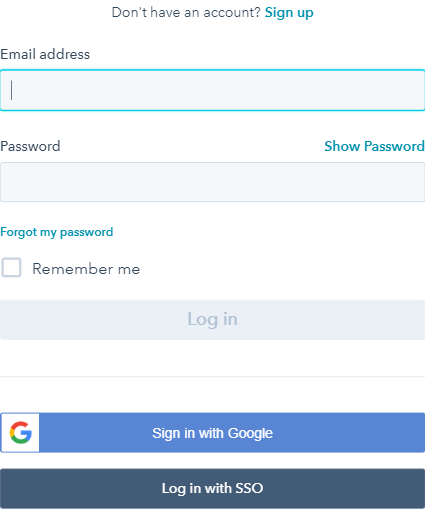 Don't have an account? Sign up
Email address
Password Show Password
Forgot my password
Remember me
Log in
Sign in with Google
Log in with SSO